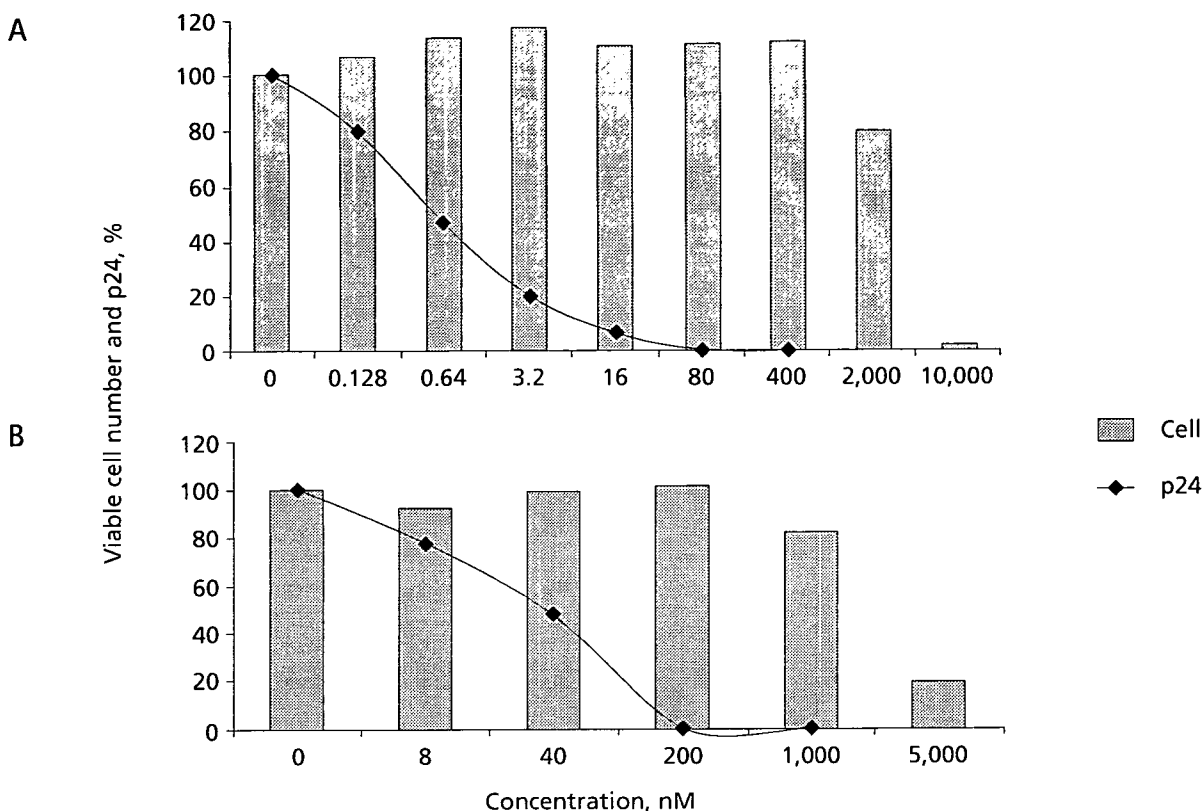 A
120
100
80
60
40
20
0
0 0.128 0.64 3.2 16 80 400 2,000 10,000
Viable cell number and p24, %
B
120
100
80
60
40
20
0
0 8 40 200 1,000 5,000
Concentration, nM
Cell
p24